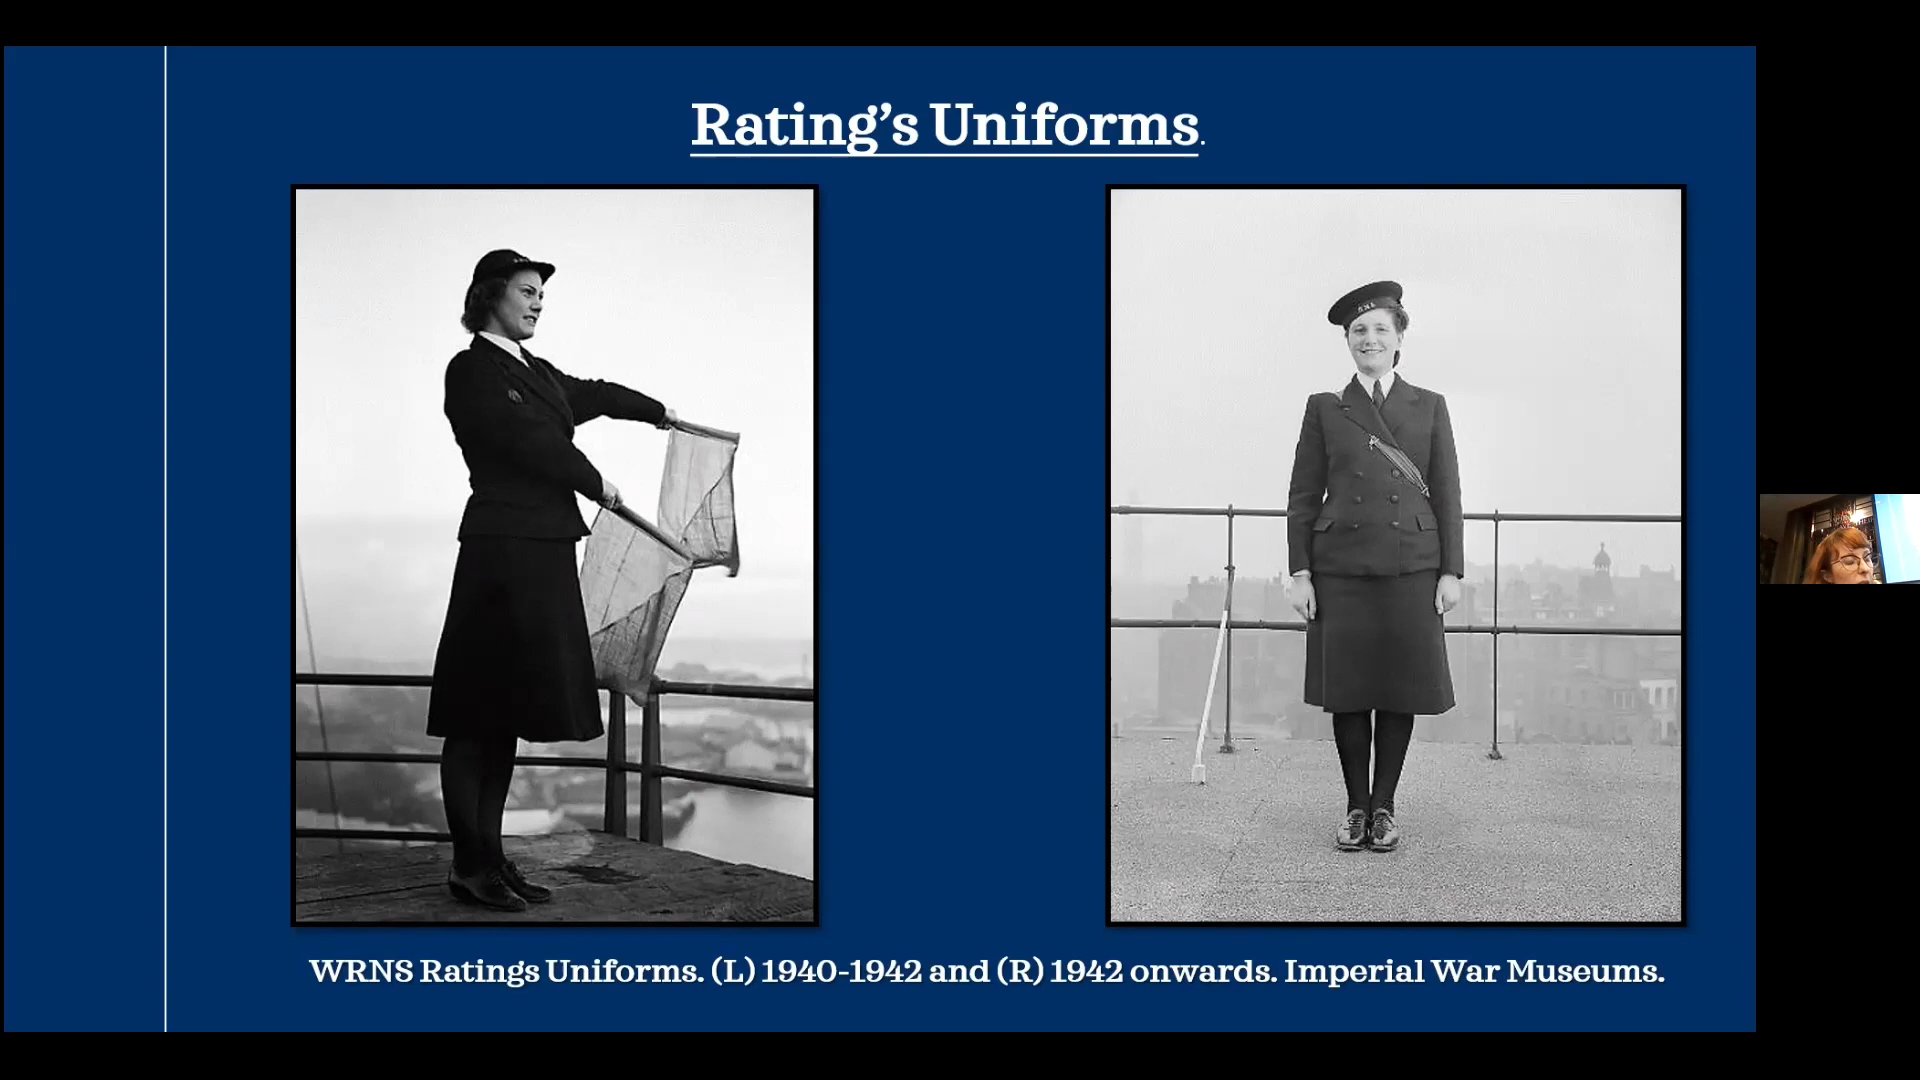 Rating's Uniforms.
WRNS Ratings Uniforms. (L) 1940-1942 and (R) 1942 onwards. Imperial War Museums.